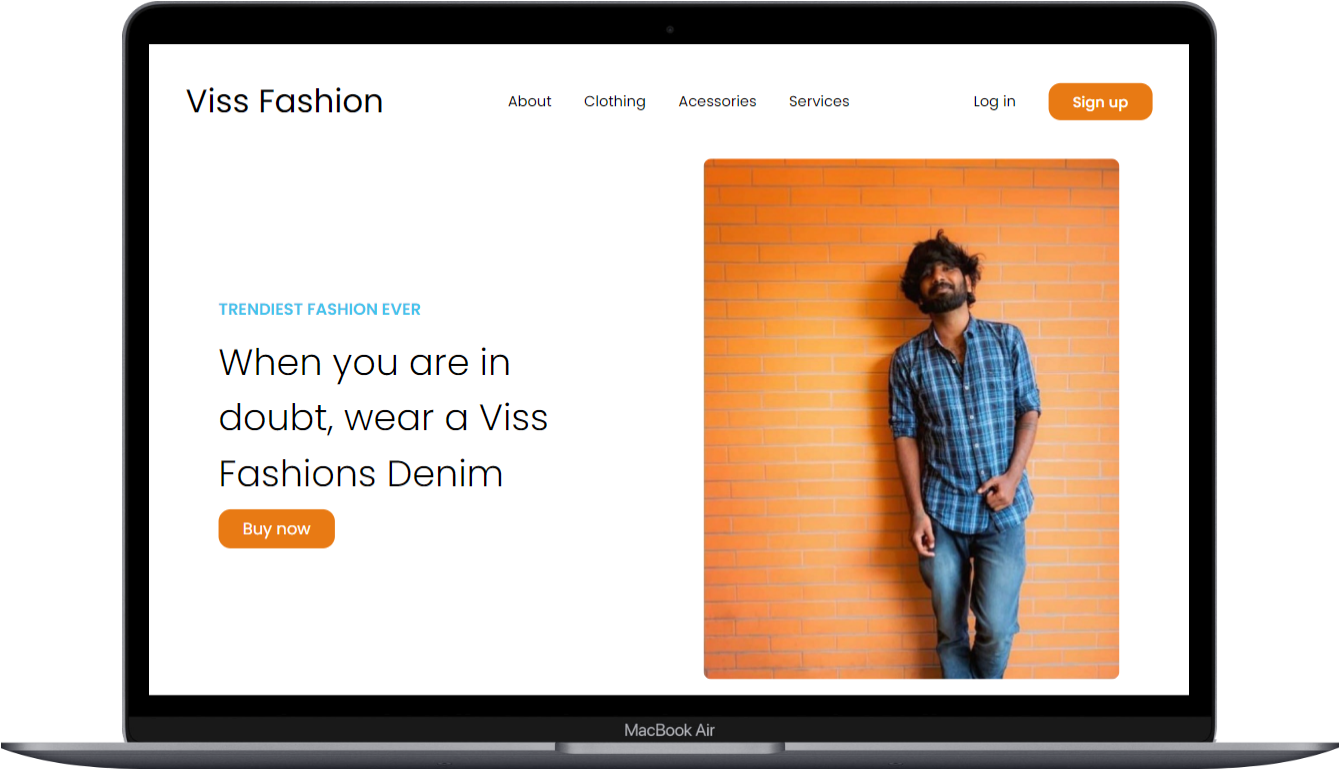 Viss Fashion
About Clothing Acessories Services Log in Sign up
TRENDIEST FASHION EVER
When you are in
doubt, wear a Viss
Fashions Denim
Buy now
MacBook Air